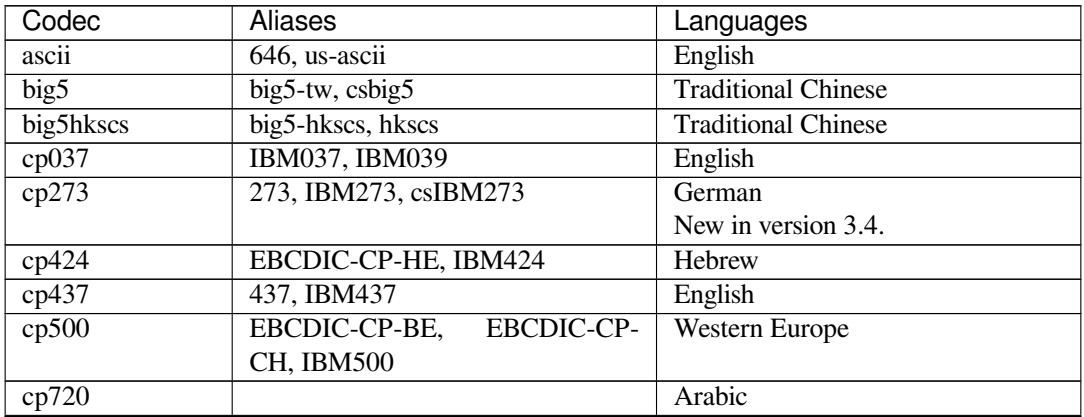 Codec Aliases Languages
ascii 646, us-ascii English
big5 big5-tw, csbig5 Traditional Chinese
big5hkscs big5-hkscs, hkscs Traditional Chinese
cp037 IBM037, IBM039 English
cp273 273, IBM273, csIBM273 German
New in version 3.4.
cp424 EBCDIC-CP-HE, IBM424 Hebrew
cp437 437, IBM437 English
cp500 EBCDIC-CP-BE, EBCDIC-CP- Western Europe
CH, IBM500
cp720 Arabic